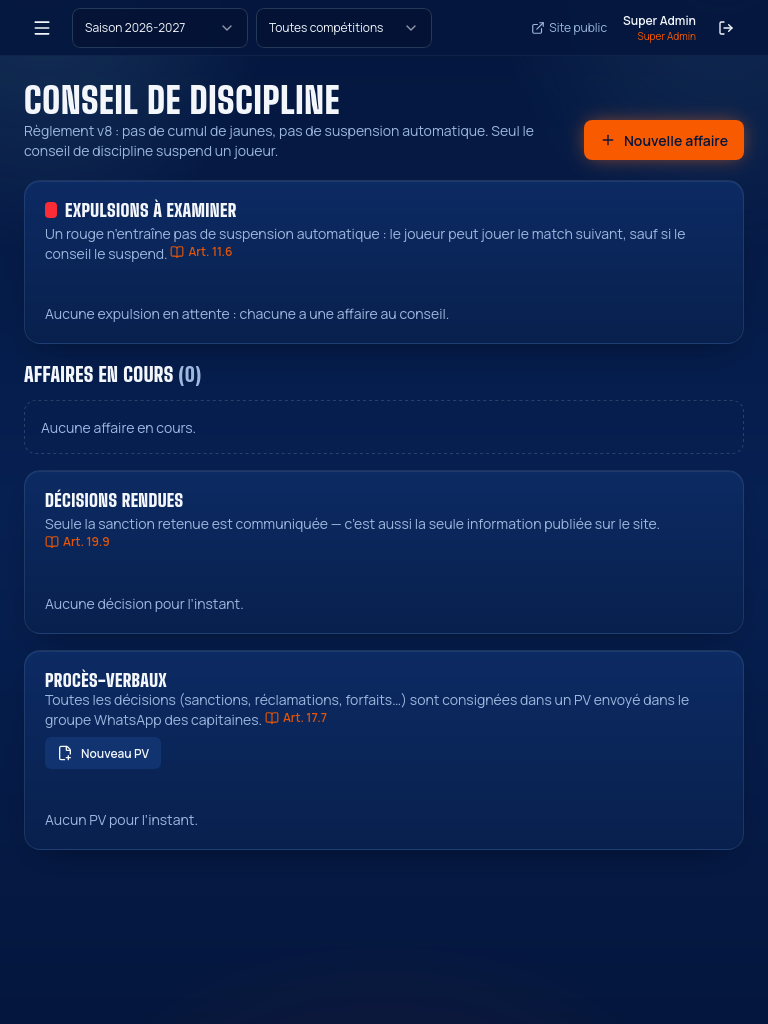 Saison 2026-2027
Toutes compétitions
Site public
Super Admin
Super Admin
CONSEIL DE DISCIPLINE
Règlement v8 : pas de cumul de jaunes, pas de suspension automatique. Seul le
conseil de discipline suspend un joueur.
Nouvelle affaire
EXPULSIONS À EXAMINER
Un rouge n'entraîne pas de suspension automatique : le joueur peut jouer le match suivant, sauf si le
conseil le suspend. Art. 11.6
Aucune expulsion en attente : chacune a une affaire au conseil.
AFFAIRES EN COURS (0)
Aucune affaire en cours.
DÉCISIONS RENDUES
Seule la sanction retenue est communiquée — c'est aussi la seule information publiée sur le site.
Art. 19.9
Aucune décision pour l'instant.
PROCÈS-VERBAUX
Toutes les décisions (sanctions, réclamations, forfaits…) sont consignées dans un PV envoyé dans le
groupe WhatsApp des capitaines. Art. 17.7
Nouveau PV
Aucun PV pour l'instant.